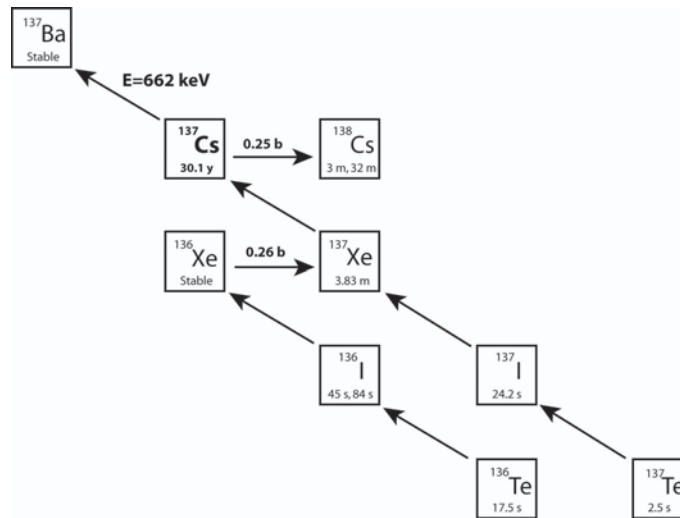 137Ba
Stable
E=662 keV
137Cs
30.1 y
0.25 b
138Cs
3 m, 32 m
136Xe
Stable
0.26 b
137Xe
3.83 m
136I
45 s, 84 s
137I
24.2 s
136Te
17.5 s
137Te
2.5 s